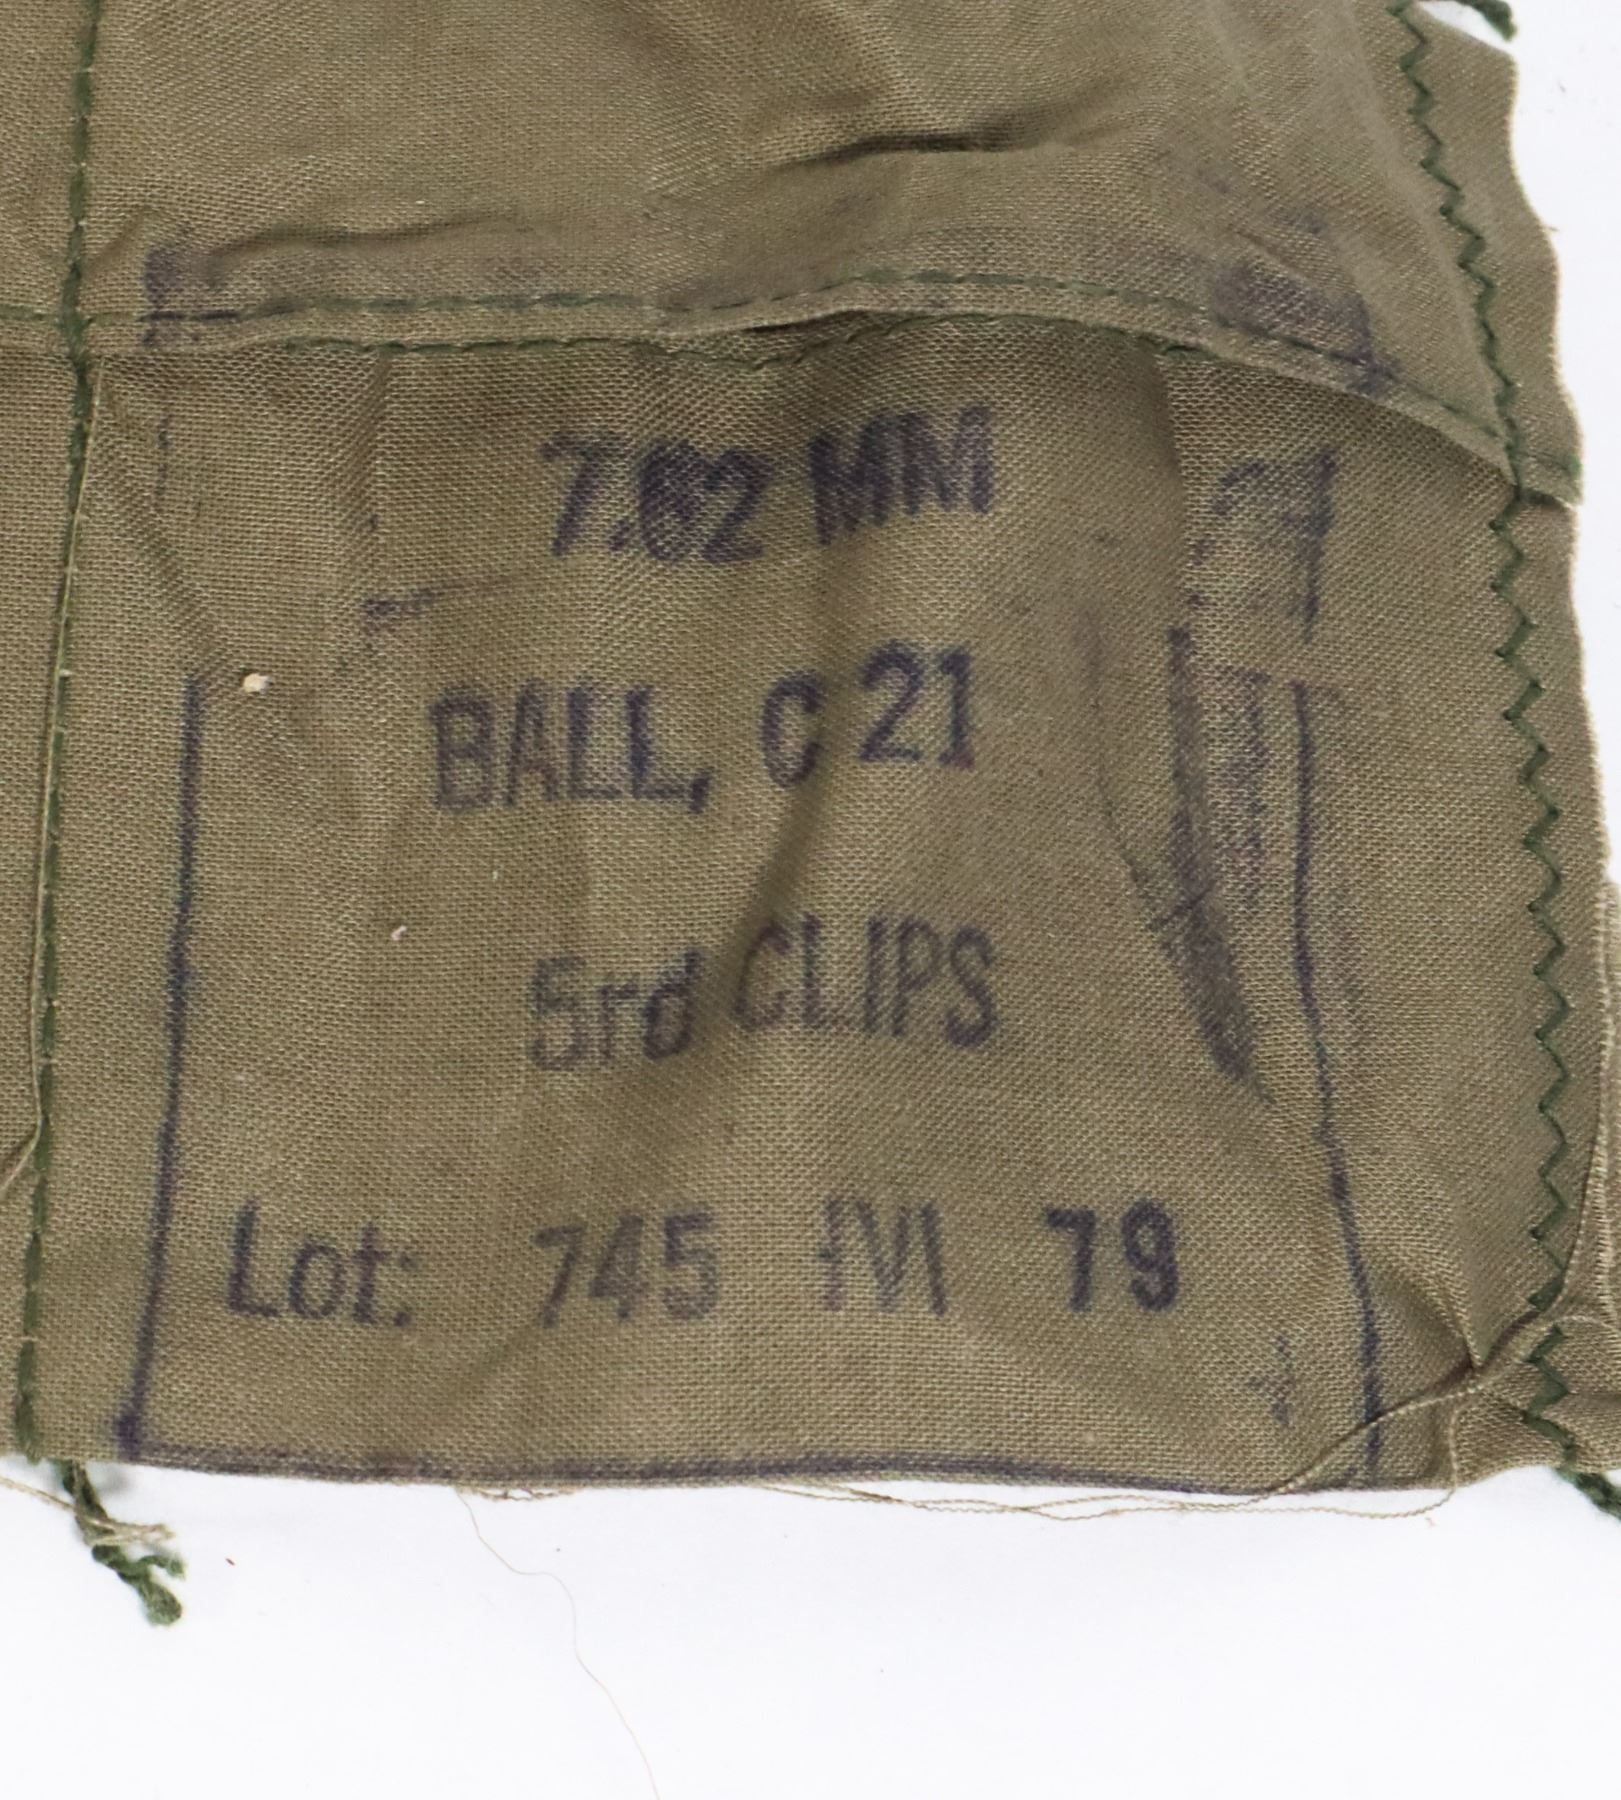 7.62 MM
BALL, C 21
5rd CLIPS
Lot: 745 IVI 79